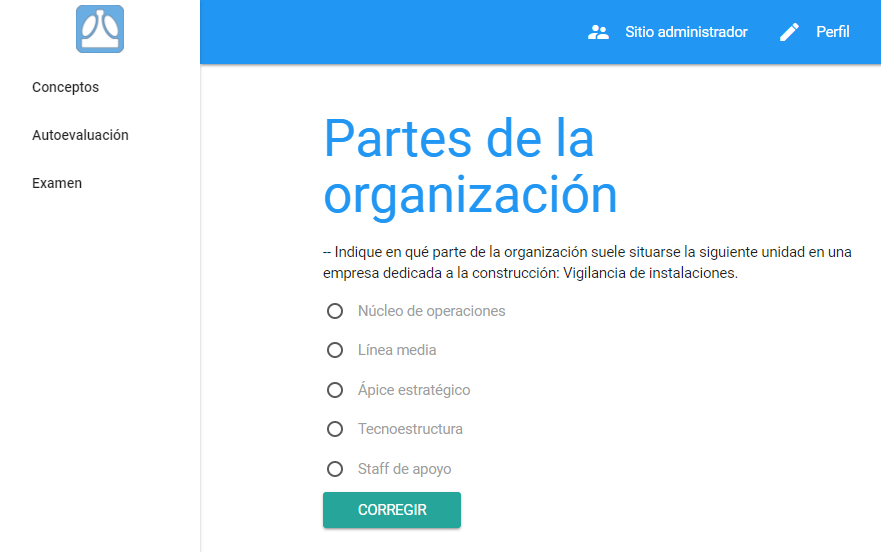 Sitio administrador
Perfil
Conceptos
Autoevaluación
Examen
Partes de la
organización
-- Indique en qué parte de la organización suele situarse la siguiente unidad en una
empresa dedicada a la construcción: Vigilancia de instalaciones.
Núcleo de operaciones
Línea media
Ápice estratégico
Tecnoestructura
Staff de apoyo
CORREGIR